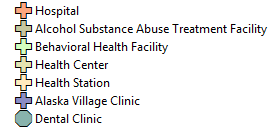 Hospital
Alcohol Substance Abuse Treatment Facility
Behavioral Health Facility
Health Center
Health Station
Alaska Village Clinic
Dental Clinic